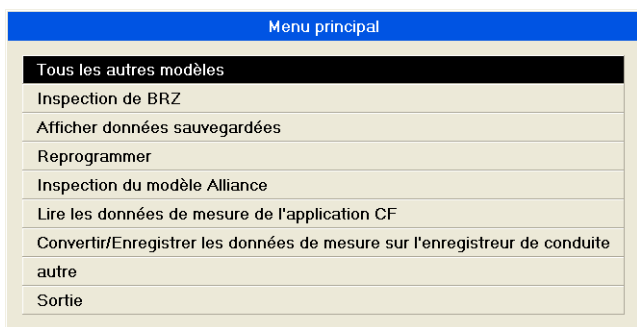 Menu principal
Tous les autres modèles
Inspection de BRZ
Afficher données sauvegardées
Reprogrammer
Inspection du modèle Alliance
Lire les données de mesure de l'application CF
Convertir/Enregistrer les données de mesure sur l'enregistreur de conduite
autre
Sortie